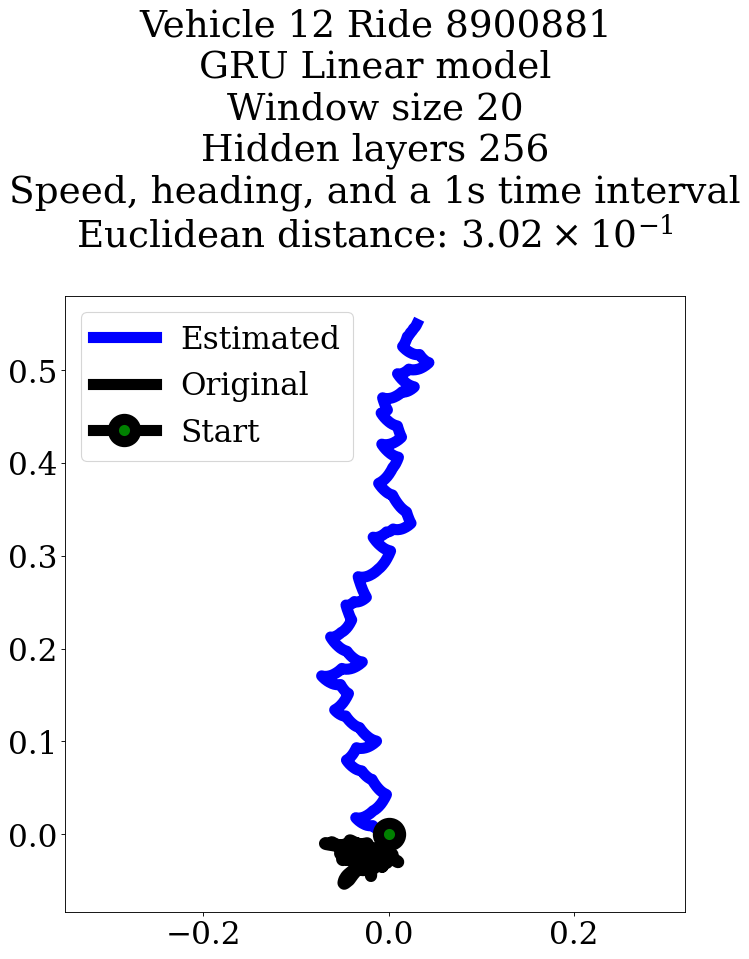 Vehicle 12 Ride 8900881
GRU Linear model
Window size 20
Hidden layers 256
Speed, heading, and a 1s time interval
Euclidean distance: 3.02 × 10⁻¹
Estimated
Original
Start
0.5
0.4
0.3
0.2
0.1
0.0
−0.2 0.0 0.2